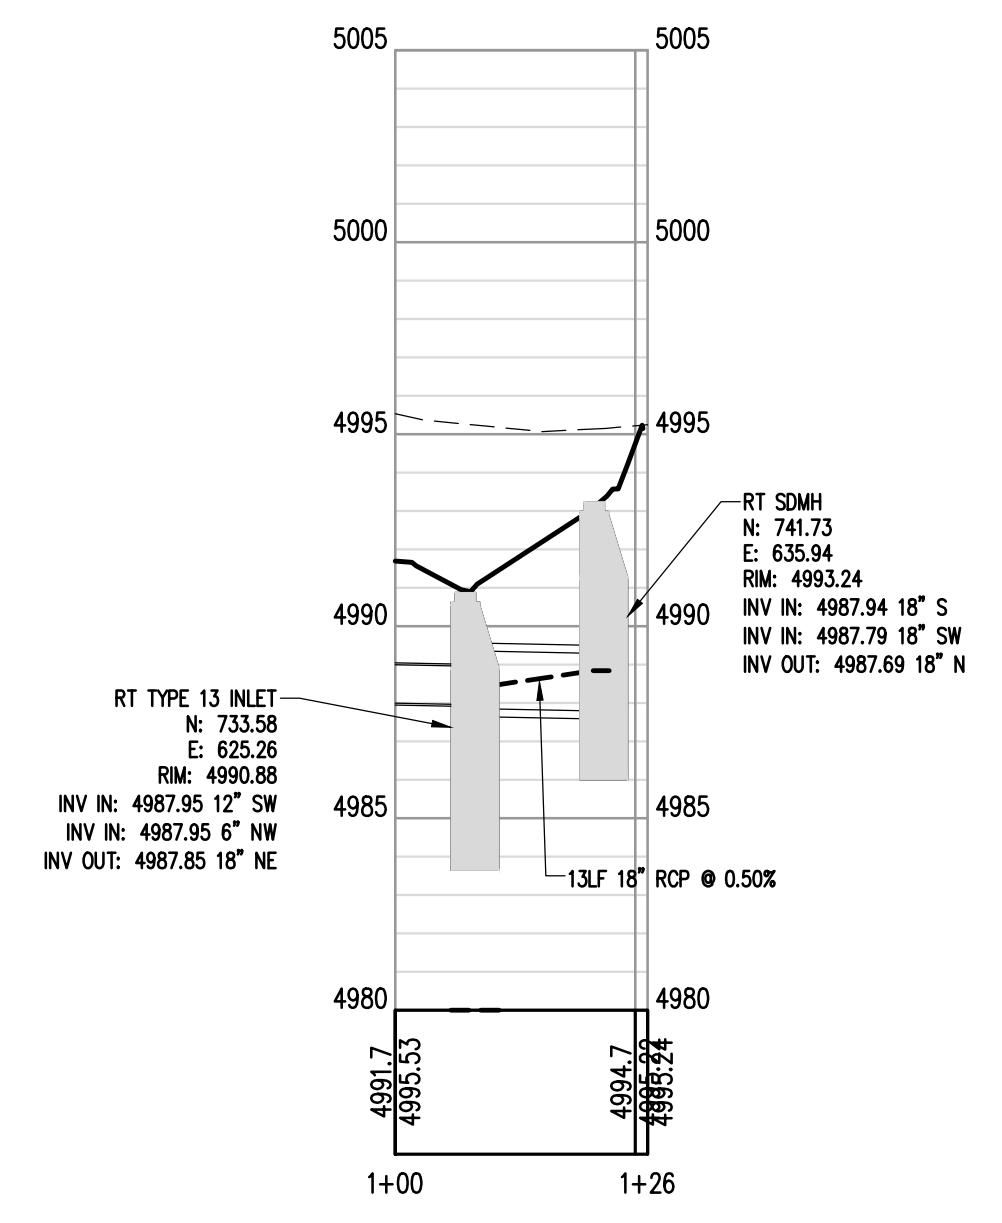 5005 5005
5000 5000
4995 4995
RT SDMH
N: 741.73
E: 635.94
RIM: 4993.24
INV IN: 4987.94 18" S
INV IN: 4987.79 18" SW
INV OUT: 4987.69 18" N
4990 4990
RT TYPE 13 INLET
N: 733.58
E: 625.26
RIM: 4990.88
INV IN: 4987.95 12" SW
INV IN: 4987.95 6" NW
INV OUT: 4987.85 18" NE
4985 4985
13LF 18" RCP @ 0.50%
4980 4980
4991.7
4995.53
4994.7
4995.24
1+00 1+26